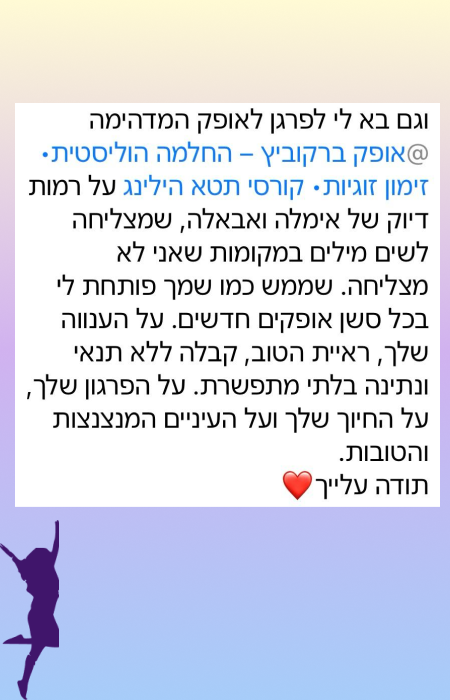 וגם בא לי לפרגן לאופק המדהימה
@אופק ברקוביץ – החלמה הוליסטית•
זימון זוגיות• קורסי תטא הילינג על רמות
דיוק של אימלה ואבאלה, שמצליחה
לשים מילים במקומות שאני לא
מצליחה. שממש כמו שמך פותחת לי
בכל סשן אופקים חדשים. על הענווה
שלך, ראיית הטוב, קבלה ללא תנאי
ונתינה בלתי מתפשרת. על הפרגון שלך,
על החיוך שלך ועל העיניים המנצנצות
והטובות.
תודה עלייך❤️